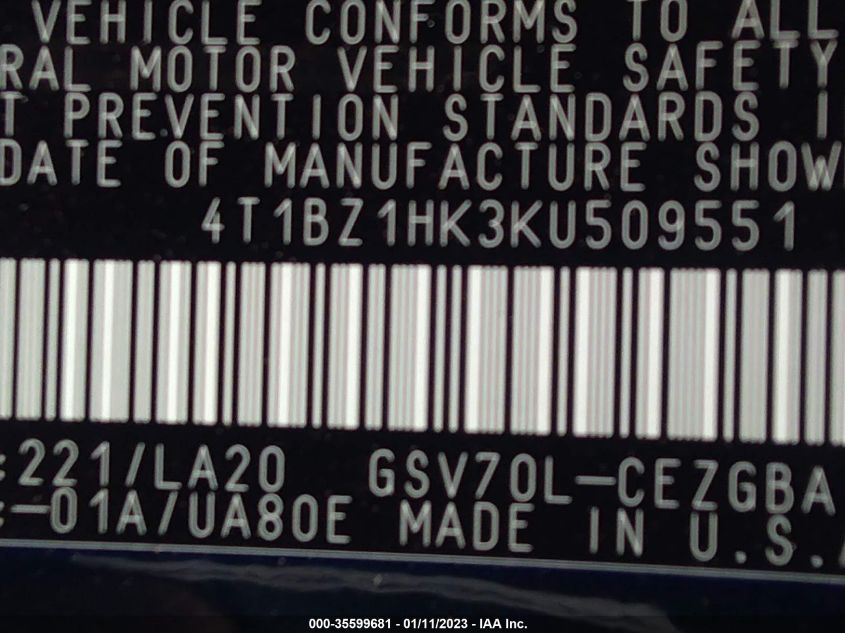 VEHICLE CONFORMS TO ALL
RAL MOTOR VEHICLE SAFETY
T PREVENTION STANDARDS I
DATE OF MANUFACTURE SHOW
4T1BZ1HK3KU509551
:221/LA20 GSV70L-CEZGBA
:-01A/UA80E MADE IN U.S.A
000-35599681 - 01/11/2023 - IAA Inc.